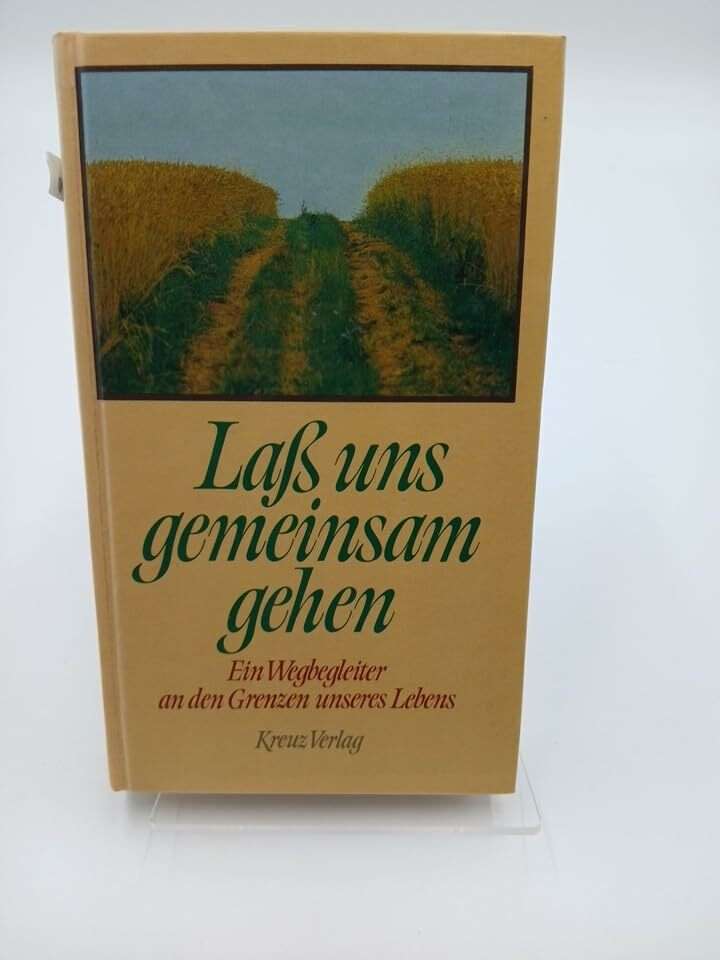 Laß uns
gemeinsam
gehen
Ein Wegbegleiter
an den Grenzen unseres Lebens
Kreuz Verlag